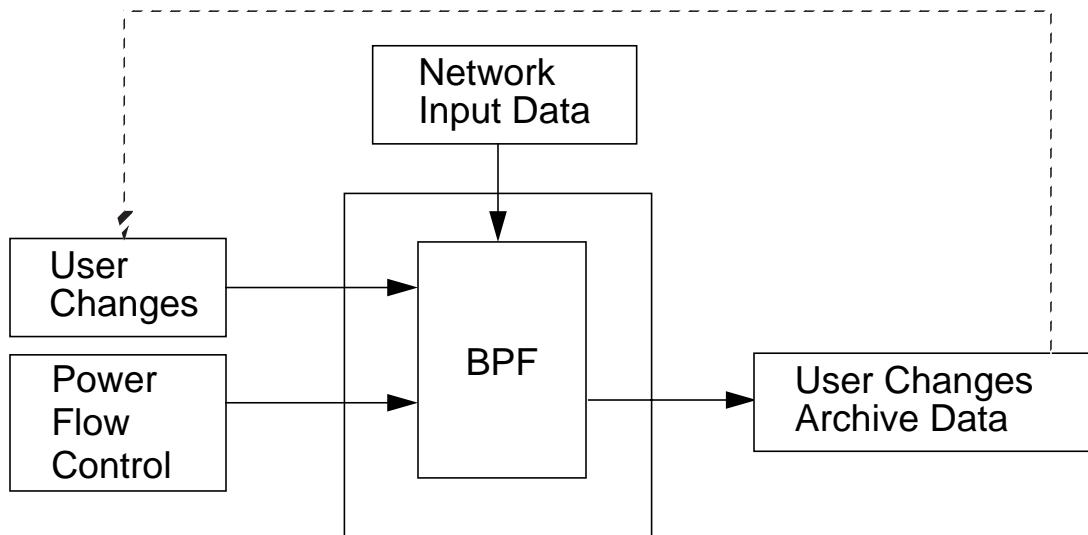 Network
Input Data
User
Changes
Power
Flow
Control
BPF
User Changes
Archive Data